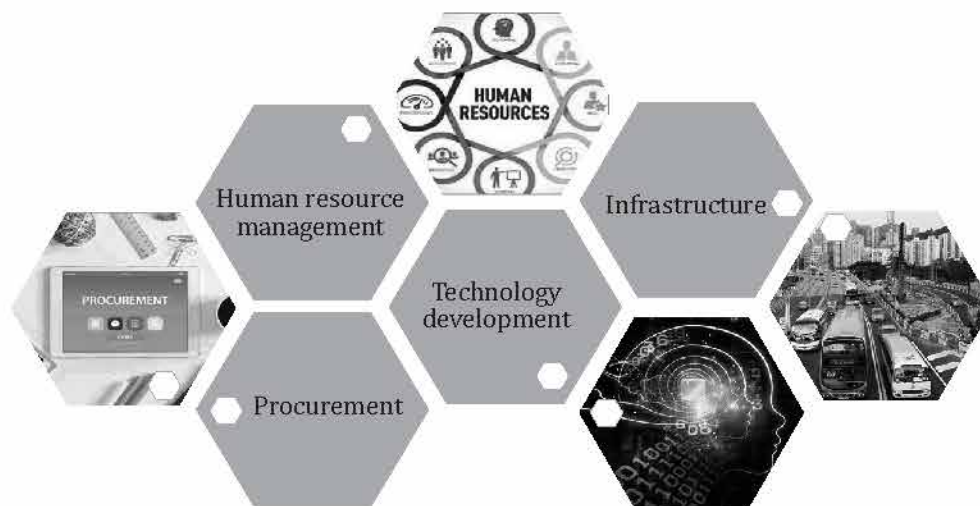 HUMAN
RESOURCES
Human resource
management
Infrastructure
PROCUREMENT
Technology
development
Procurement